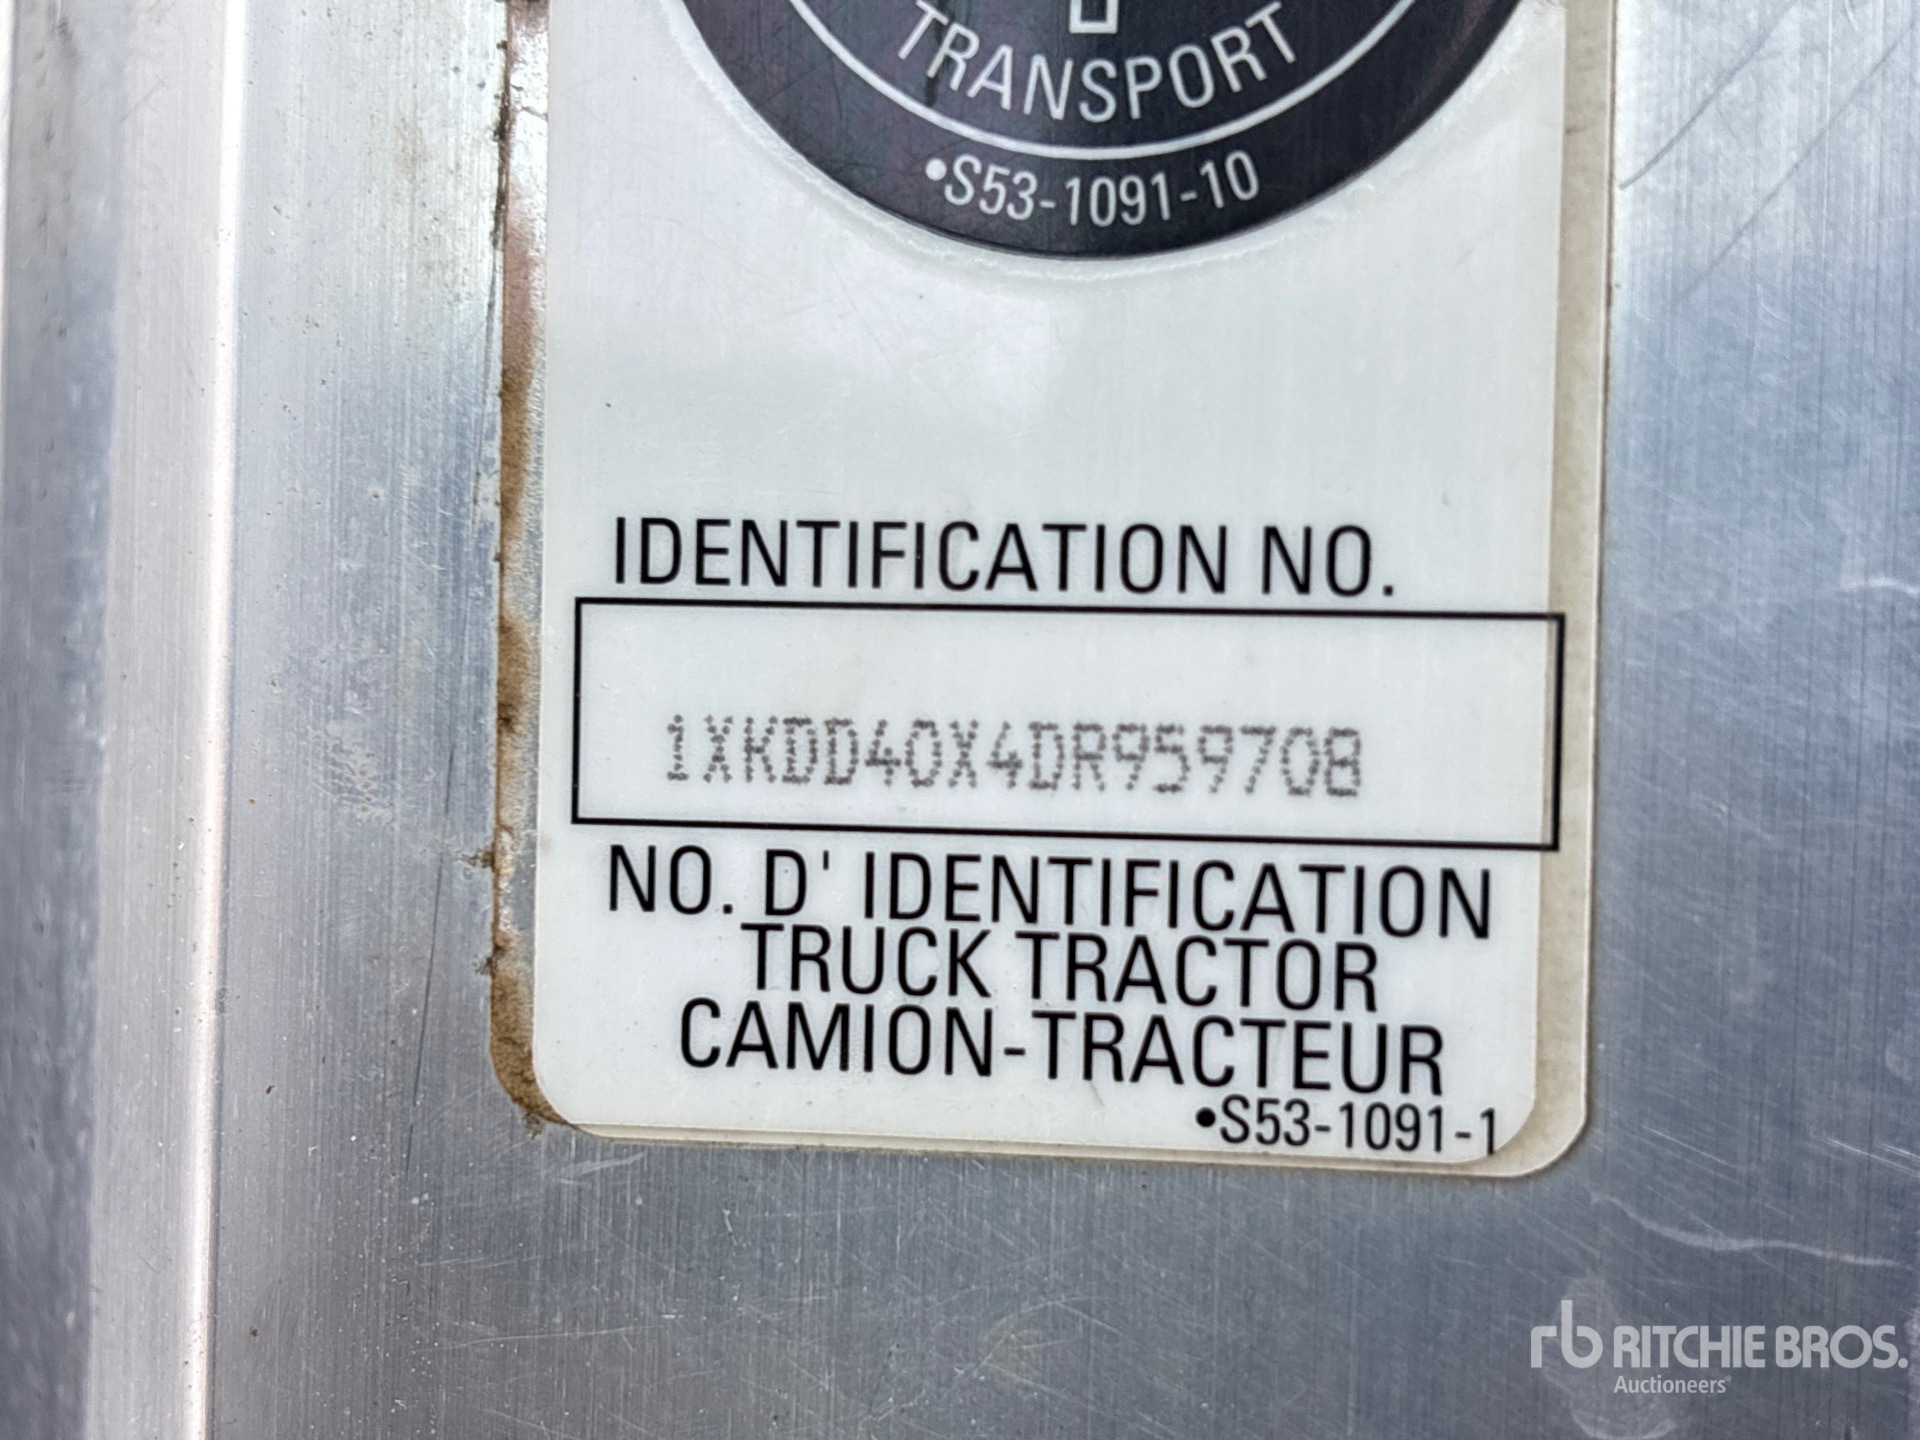 TRANSPORT
•S53-1091-10
IDENTIFICATION NO.
1XKDD40X4DR959708
NO. D' IDENTIFICATION
TRUCK TRACTOR
CAMION-TRACTEUR
•S53-1091-1
rb RITCHIE BROS.
Auctioneers